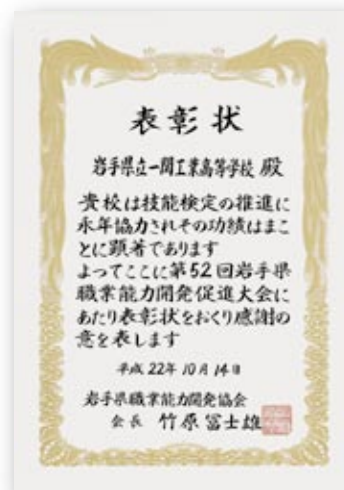 表彰状
岩手県立一関工業高等学校 殿
貴校は技能検定の推進に
永年協力されその功績はまこ
とに顕著であります
よってここに第52回岩手県
職業能力開発促進大会に
あたり表彰状をおくり感謝の
意を表します
平成22年10月14日
岩手県職業能力開発協会
会長 竹原冨士雄